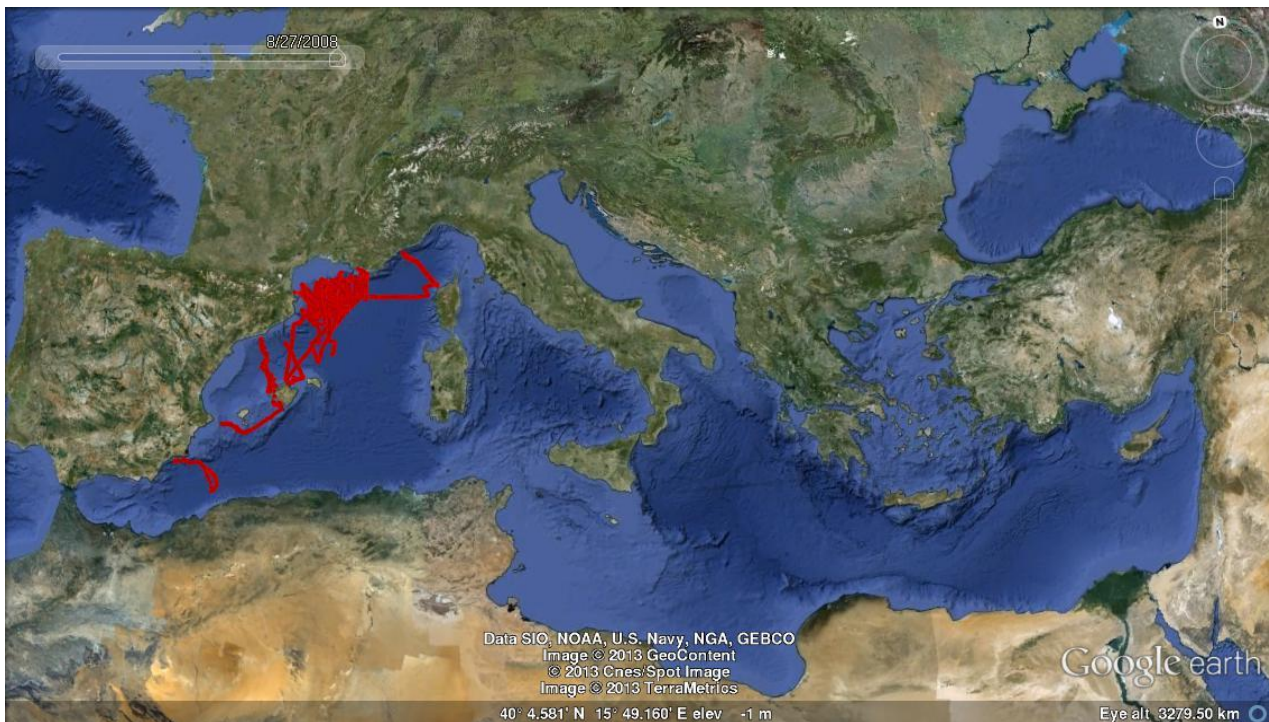 8/27/2008
N
Data SIO, NOAA, U.S. Navy, NGA, GEBCO
Image © 2013 GeoContent
© 2013 Cnes/Spot Image
Image © 2013 TerraMetrics
Google earth
40° 4.581' N 15° 49.160' E elev -1 m
Eye alt 3279.50 km